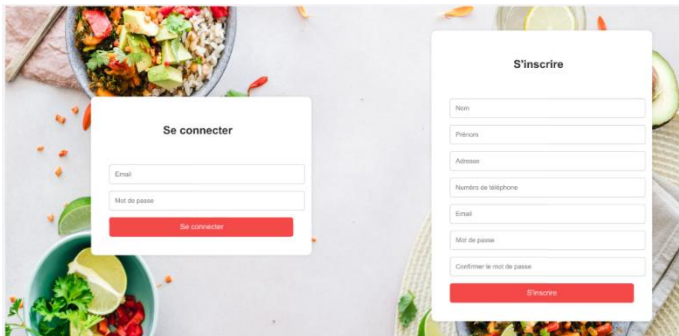 Se connecter
Email
Mot de passe
Se connecter
S'inscrire
Nom
Prénom
Adresse
Numéro de téléphone
Email
Mot de passe
Confirmer le mot de passe
S'inscrire